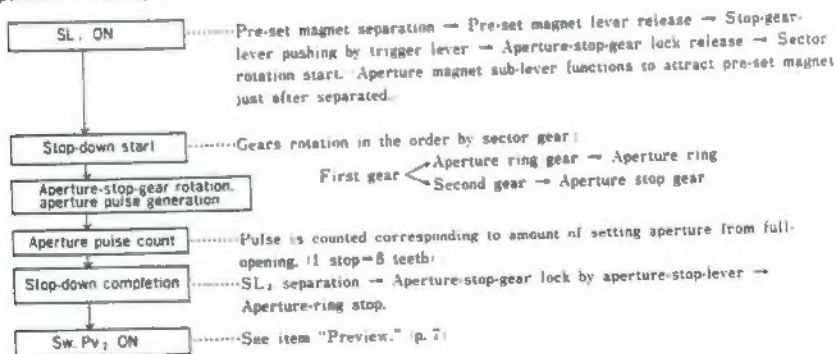 SL₁ ON
Pre-set magnet separation → Pre-set magnet lever release → Stop-gear-
lever pushing by trigger lever → Aperture-stop-gear lock release → Sector
rotation start. Aperture magnet sub-lever functions to attract pre-set magnet
just after separated.
Stop-down start
Gears rotation in the order by sector gear:
First gear
Aperture ring gear → Aperture ring
Second gear → Aperture stop gear
Aperture-stop-gear rotation,
aperture pulse generation
Aperture pulse count
Pulse is counted corresponding to amount of setting aperture from full-
opening. (1 stop=8 teeth)
Stop-down completion
SL₂ separation → Aperture-stop-gear lock by aperture-stop-lever →
Aperture-ring stop.
Sw. Pv₂ ON
See item "Preview." (p. 7)